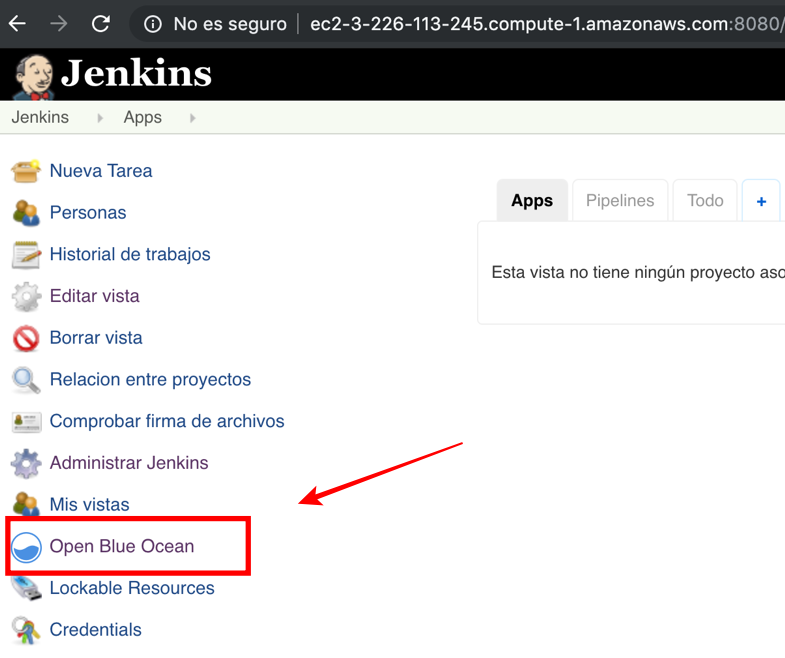 No es seguro | ec2-3-226-113-245.compute-1.amazonaws.com:8080/
Jenkins
Jenkins Apps
Nueva Tarea
Personas
Historial de trabajos
Editar vista
Borrar vista
Relacion entre proyectos
Comprobar firma de archivos
Administrar Jenkins
Mis vistas
Open Blue Ocean
Lockable Resources
Credentials
Apps Pipelines Todo +
Esta vista no tiene ningún proyecto aso